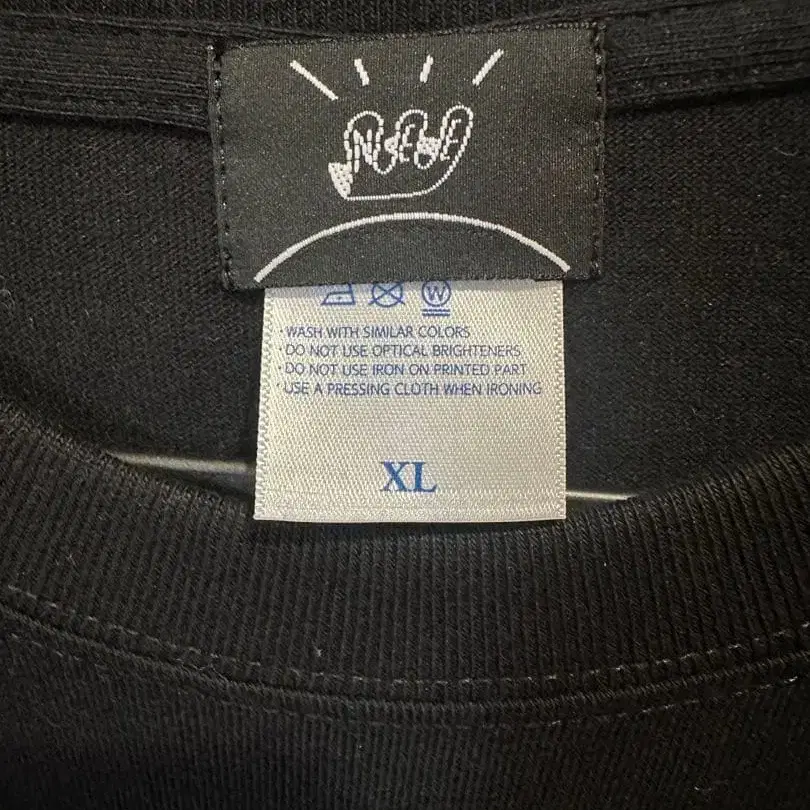 W
· WASH WITH SIMILAR COLORS
· DO NOT USE OPTICAL BRIGHTENERS
· DO NOT USE IRON ON PRINTED PART
· USE A PRESSING CLOTH WHEN IRONING
XL